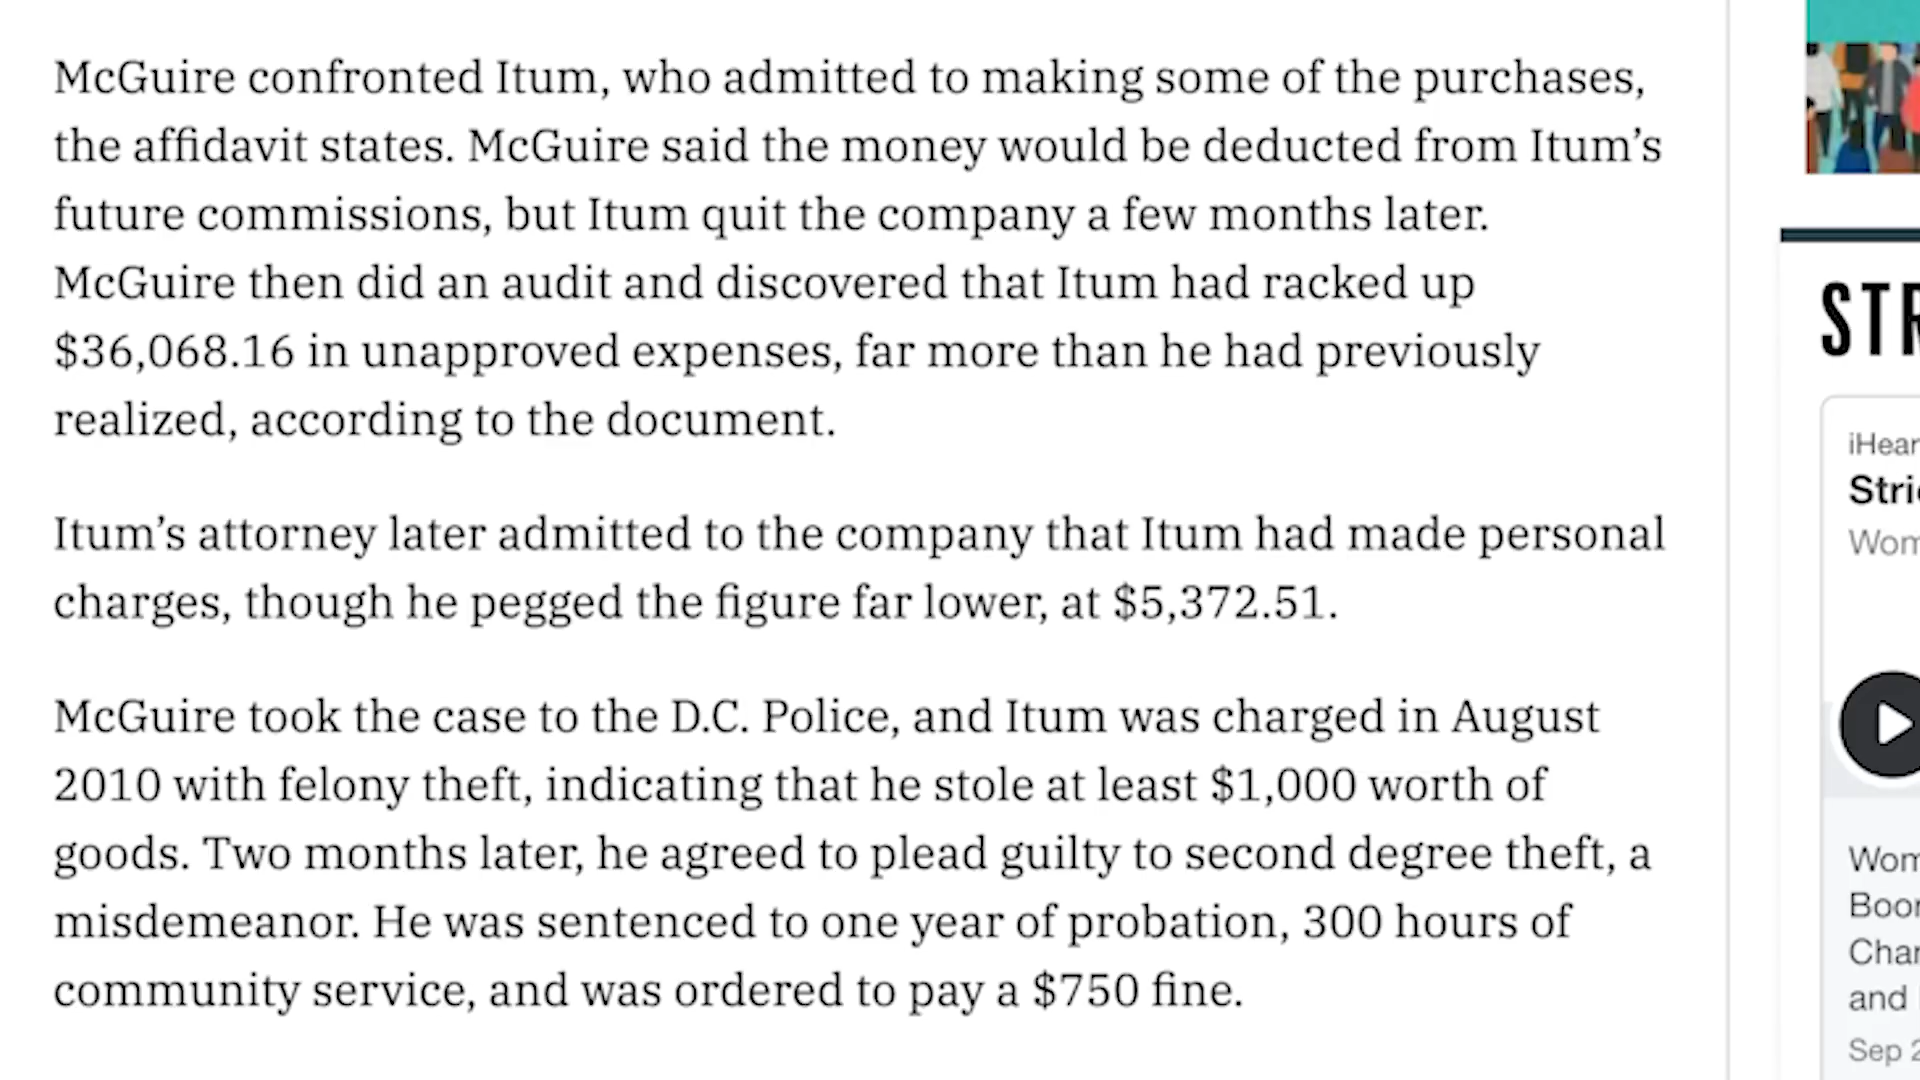 McGuire confronted Itum, who admitted to making some of the purchases,
the affidavit states. McGuire said the money would be deducted from Itum’s
future commissions, but Itum quit the company a few months later.
McGuire then did an audit and discovered that Itum had racked up
$36,068.16 in unapproved expenses, far more than he had previously
realized, according to the document.
Itum’s attorney later admitted to the company that Itum had made personal
charges, though he pegged the figure far lower, at $5,372.51.
McGuire took the case to the D.C. Police, and Itum was charged in August
2010 with felony theft, indicating that he stole at least $1,000 worth of
goods. Two months later, he agreed to plead guilty to second degree theft, a
misdemeanor. He was sentenced to one year of probation, 300 hours of
community service, and was ordered to pay a $750 fine.
and
Sep